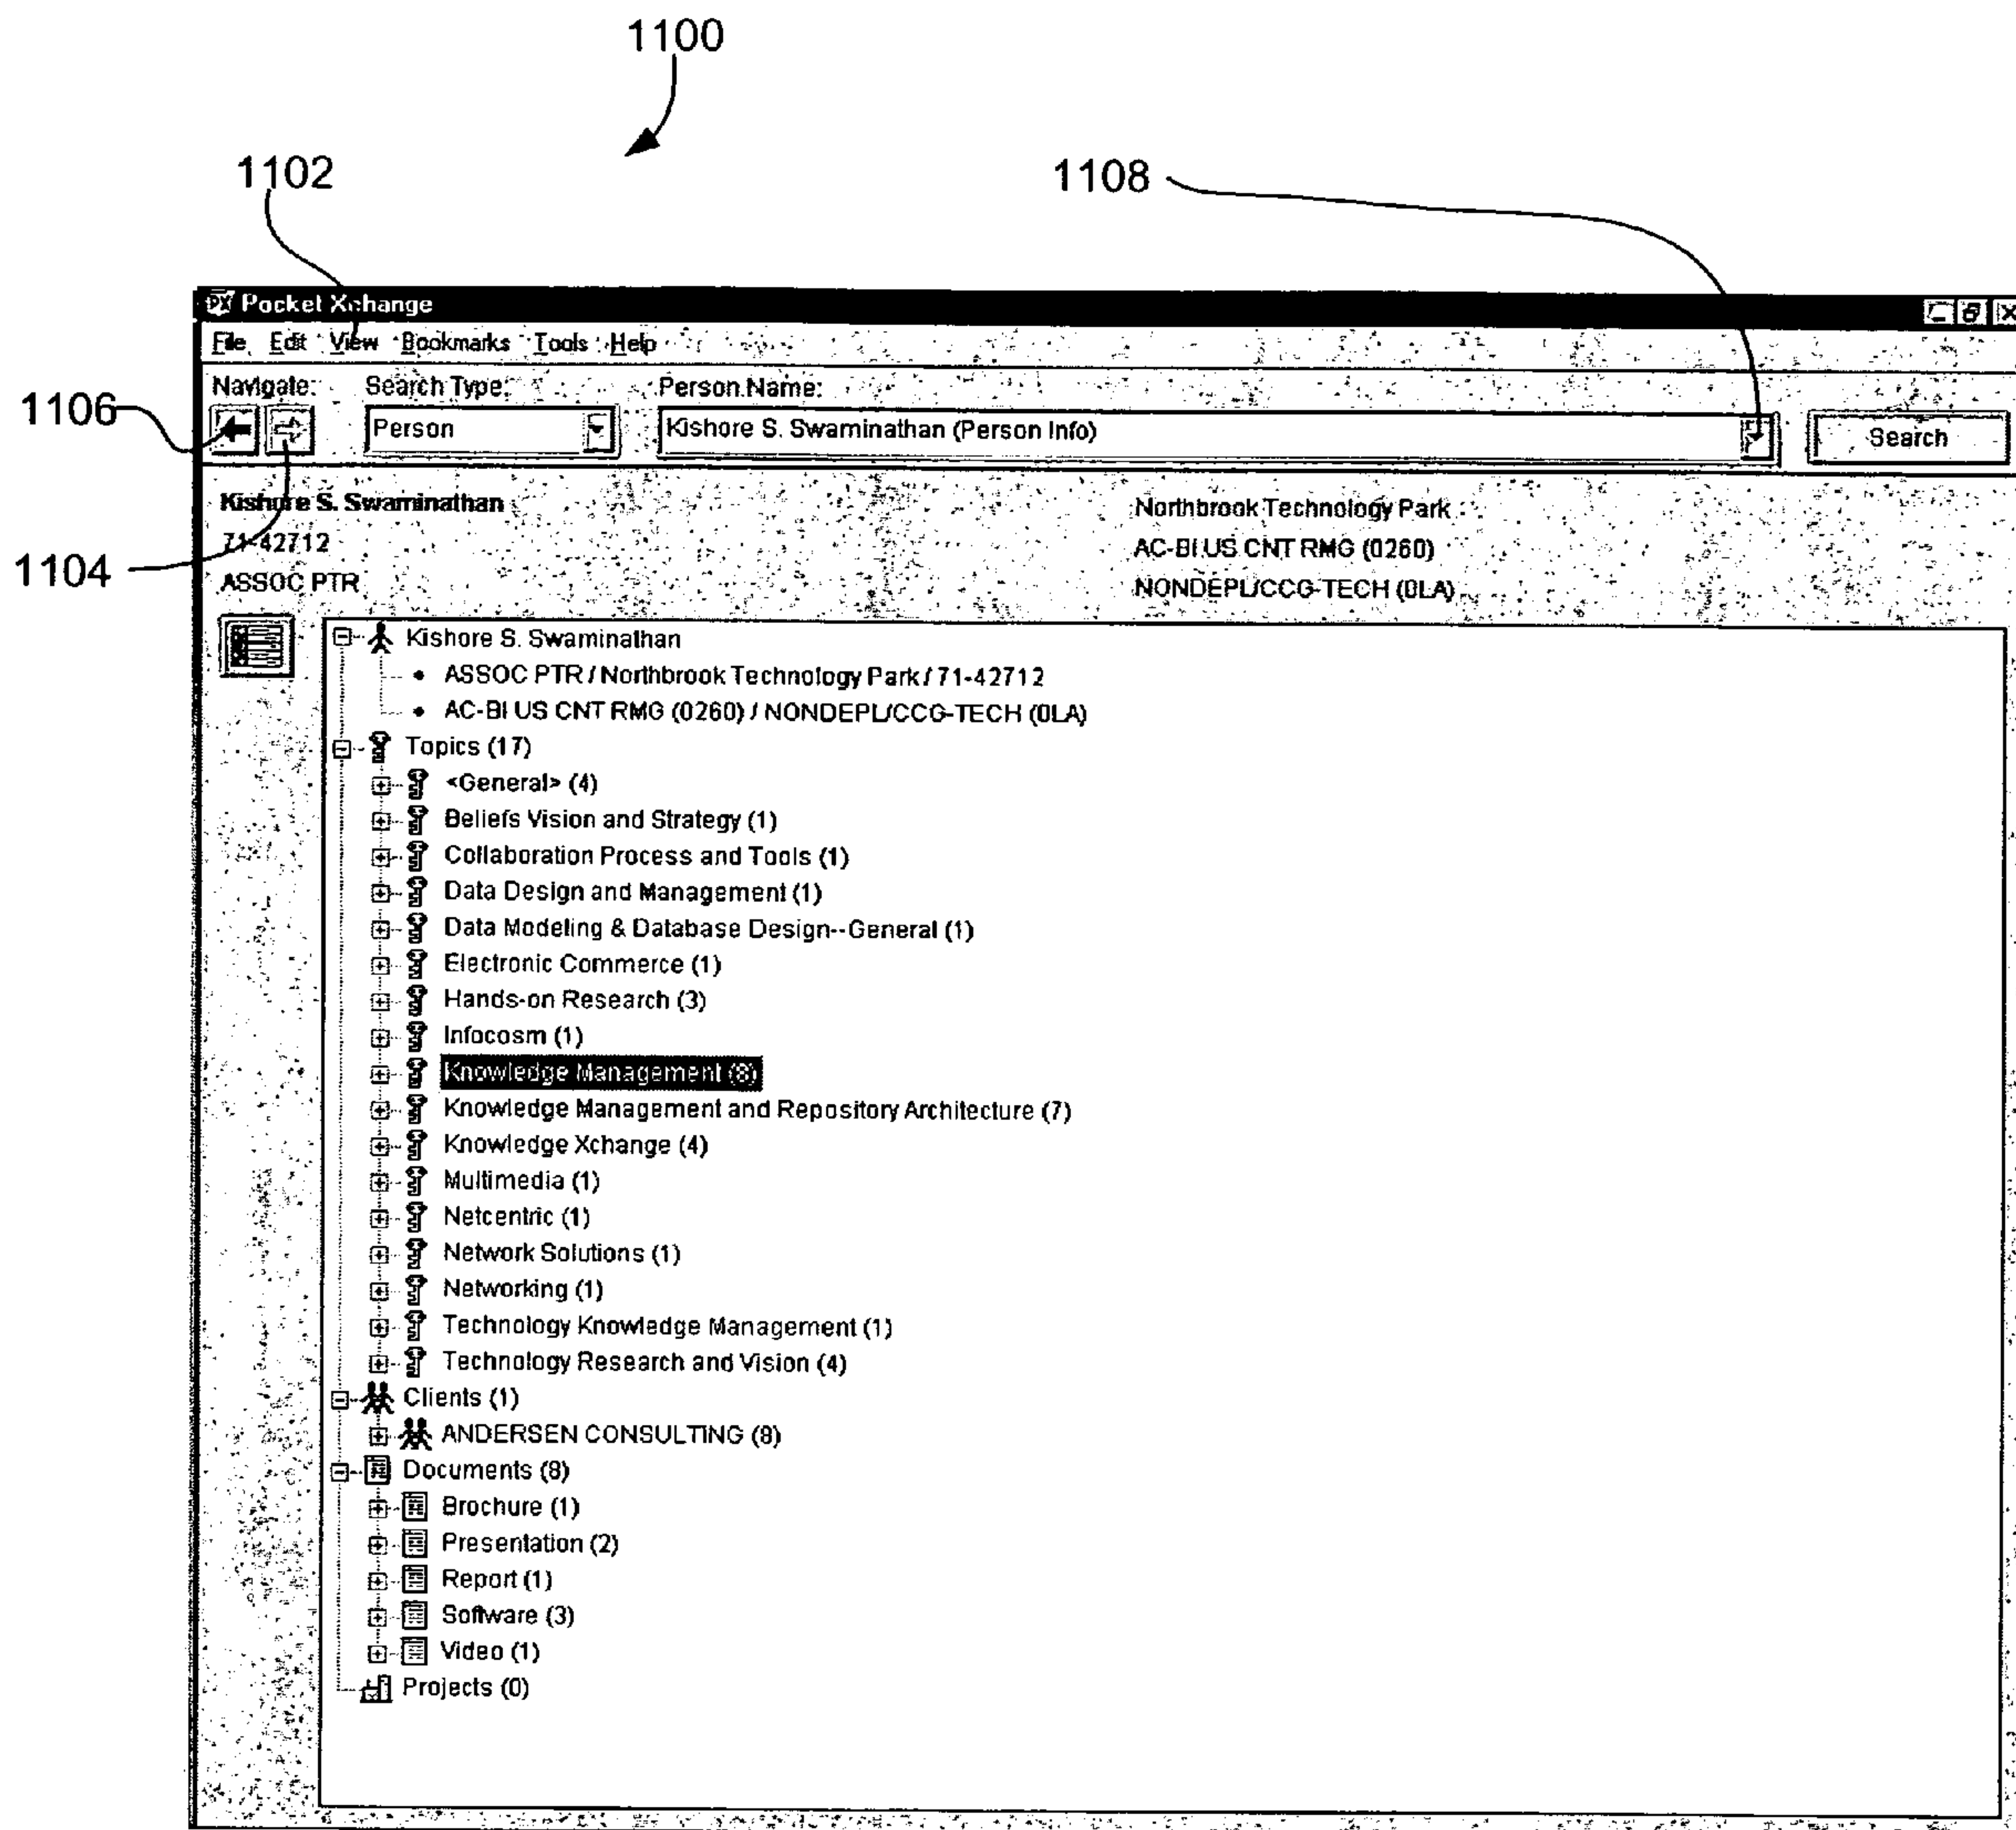 1100
1102
1108
Pocket Xchange
File Edit View Bookmarks Tools Help
Navigate: Search Type: Person Name:
1106
Person Kishore S. Swaminathan (Person Info) Search
Kishore S. Swaminathan Northbrook Technology Park
71-42712 AC-BI US CNT RMG (0260)
1104
ASSOC PTR NONDEPL/CCG-TECH (0LA)
Kishore S. Swaminathan
• ASSOC PTR / Northbrook Technology Park / 71-42712
• AC-BI US CNT RMG (0260) / NONDEPL/CCG-TECH (0LA)
Topics (17)
<General> (4)
Beliefs Vision and Strategy (1)
Collaboration Process and Tools (1)
Data Design and Management (1)
Data Modeling & Database Design--General (1)
Electronic Commerce (1)
Hands-on Research (3)
Infocosm (1)
Knowledge Management (8)
Knowledge Management and Repository Architecture (7)
Knowledge Xchange (4)
Multimedia (1)
Netcentric (1)
Network Solutions (1)
Networking (1)
Technology Knowledge Management (1)
Technology Research and Vision (4)
Clients (1)
ANDERSEN CONSULTING (8)
Documents (8)
Brochure (1)
Presentation (2)
Report (1)
Software (3)
Video (1)
Projects (0)